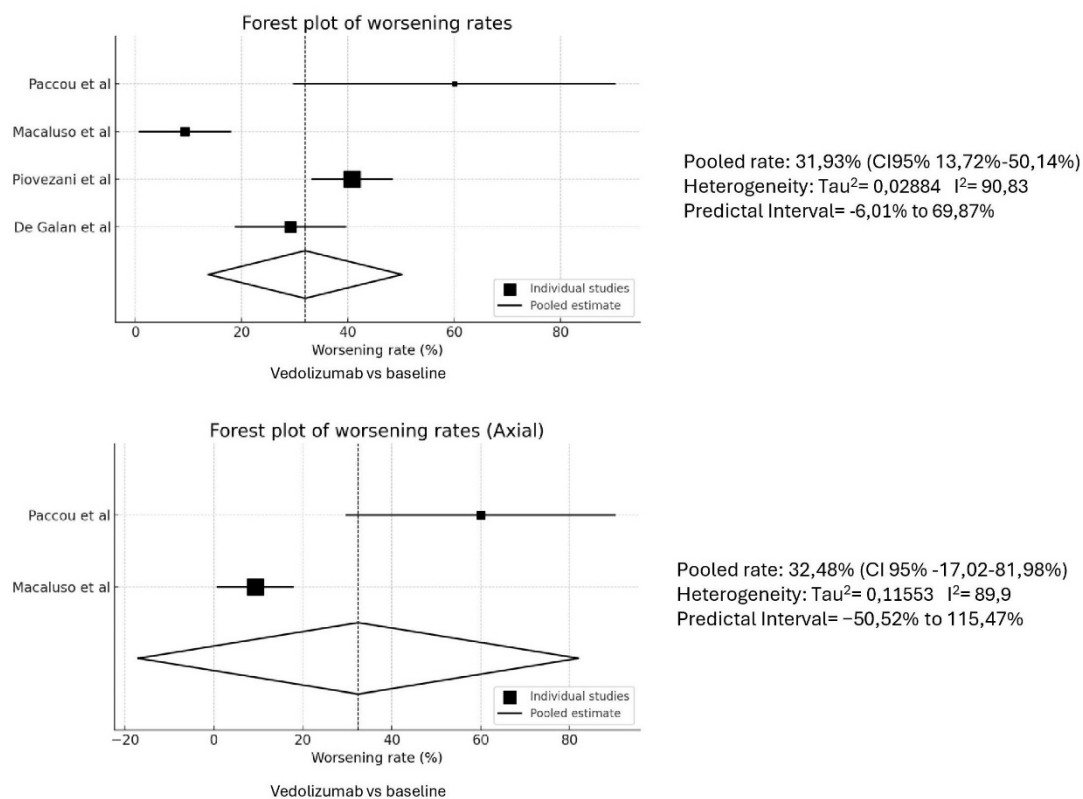 Forest plot of worsening rates
Paccou et al
Macaluso et al
Piovezani et al
De Galan et al
Individual studies
Pooled estimate
0 20 40 60 80
Worsening rate (%)
Vedolizumab vs baseline
Pooled rate: 31,93% (CI95% 13,72%-50,14%)
Heterogeneity: Tau²= 0,02884 I²= 90,83
Predictal Interval= -6,01% to 69,87%
Forest plot of worsening rates (Axial)
Paccou et al
Macaluso et al
Individual studies
Pooled estimate
−20 0 20 40 60 80
Worsening rate (%)
Vedolizumab vs baseline
Pooled rate: 32,48% (CI 95% -17,02-81,98%)
Heterogeneity: Tau²= 0,11553 I²= 89,9
Predictal Interval= −50,52% to 115,47%